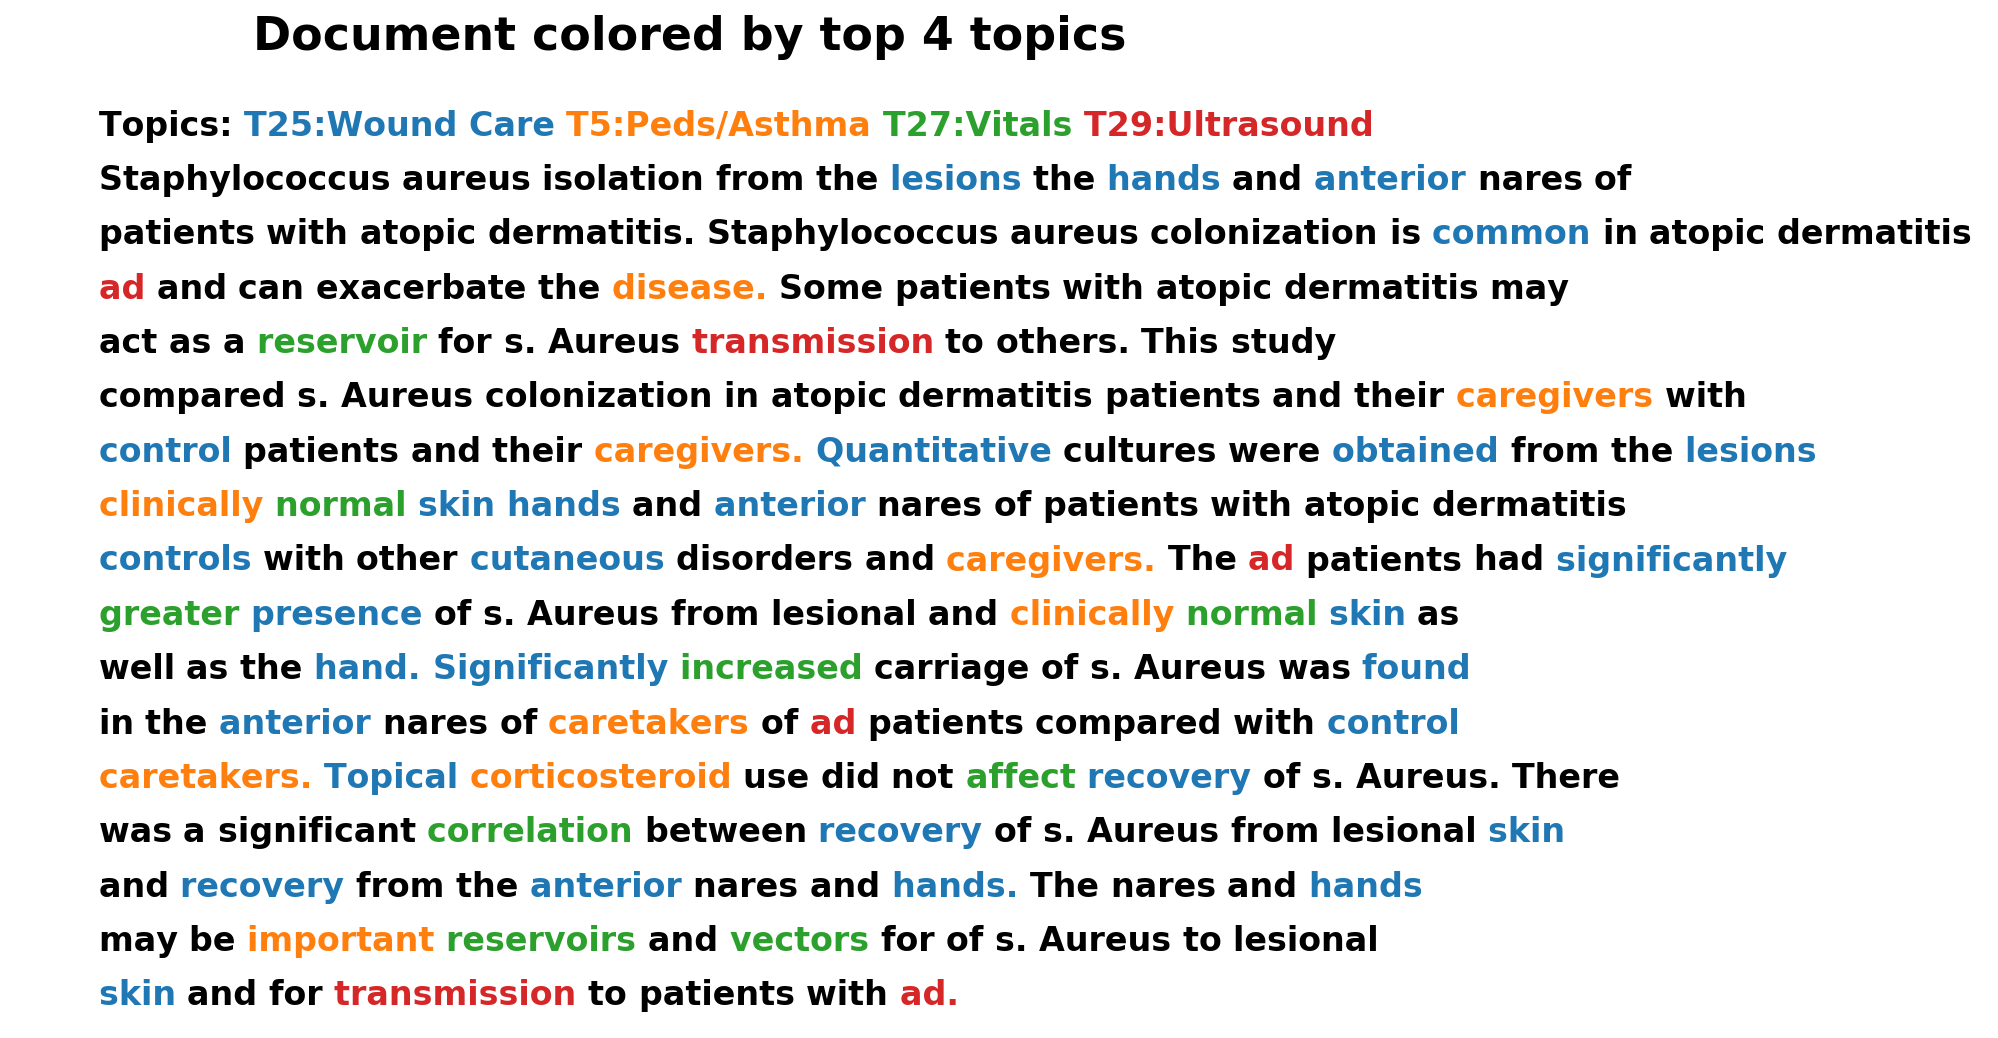 Document colored by top 4 topics
Topics: T25:Wound Care T5:Peds/Asthma T27:Vitals T29:Ultrasound
Staphylococcus aureus isolation from the lesions the hands and anterior nares of
patients with atopic dermatitis. Staphylococcus aureus colonization is common in atopic dermatitis
ad and can exacerbate the disease. Some patients with atopic dermatitis may
act as a reservoir for s. Aureus transmission to others. This study
compared s. Aureus colonization in atopic dermatitis patients and their caregivers with
control patients and their caregivers. Quantitative cultures were obtained from the lesions
clinically normal skin hands and anterior nares of patients with atopic dermatitis
controls with other cutaneous disorders and caregivers. The ad patients had significantly
greater presence of s. Aureus from lesional and clinically normal skin as
well as the hand. Significantly increased carriage of s. Aureus was found
in the anterior nares of caretakers of ad patients compared with control
caretakers. Topical corticosteroid use did not affect recovery of s. Aureus. There
was a significant correlation between recovery of s. Aureus from lesional skin
and recovery from the anterior nares and hands. The nares and hands
may be important reservoirs and vectors for of s. Aureus to lesional
skin and for transmission to patients with ad.